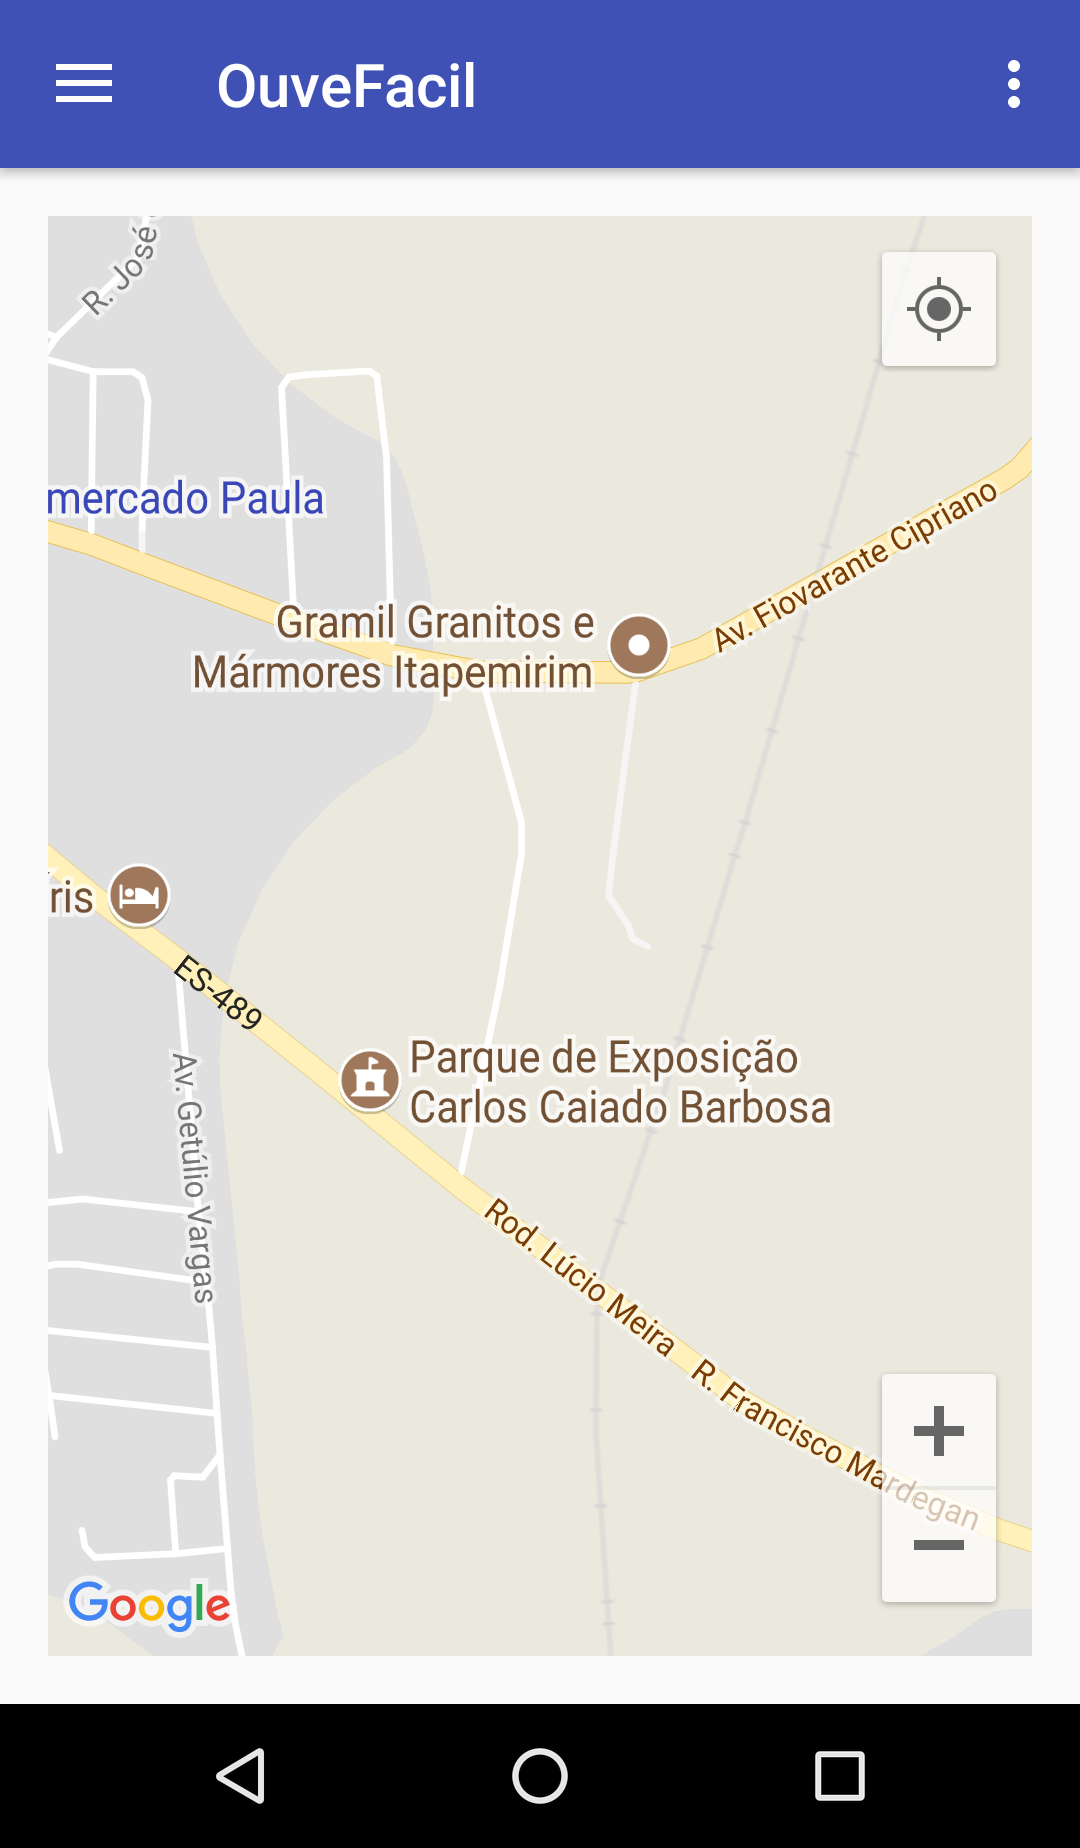 OuveFacil
R. José
mercado Paula
Av. Fiovarante Cipriano
Gramil Granitos e
Mármores Itapemirim
ris
ES-489
Parque de Exposição
Carlos Caiado Barbosa
Av. Getúlio Vargas
Rod. Lúcio Meira
R. Francisco Mardegan
Google